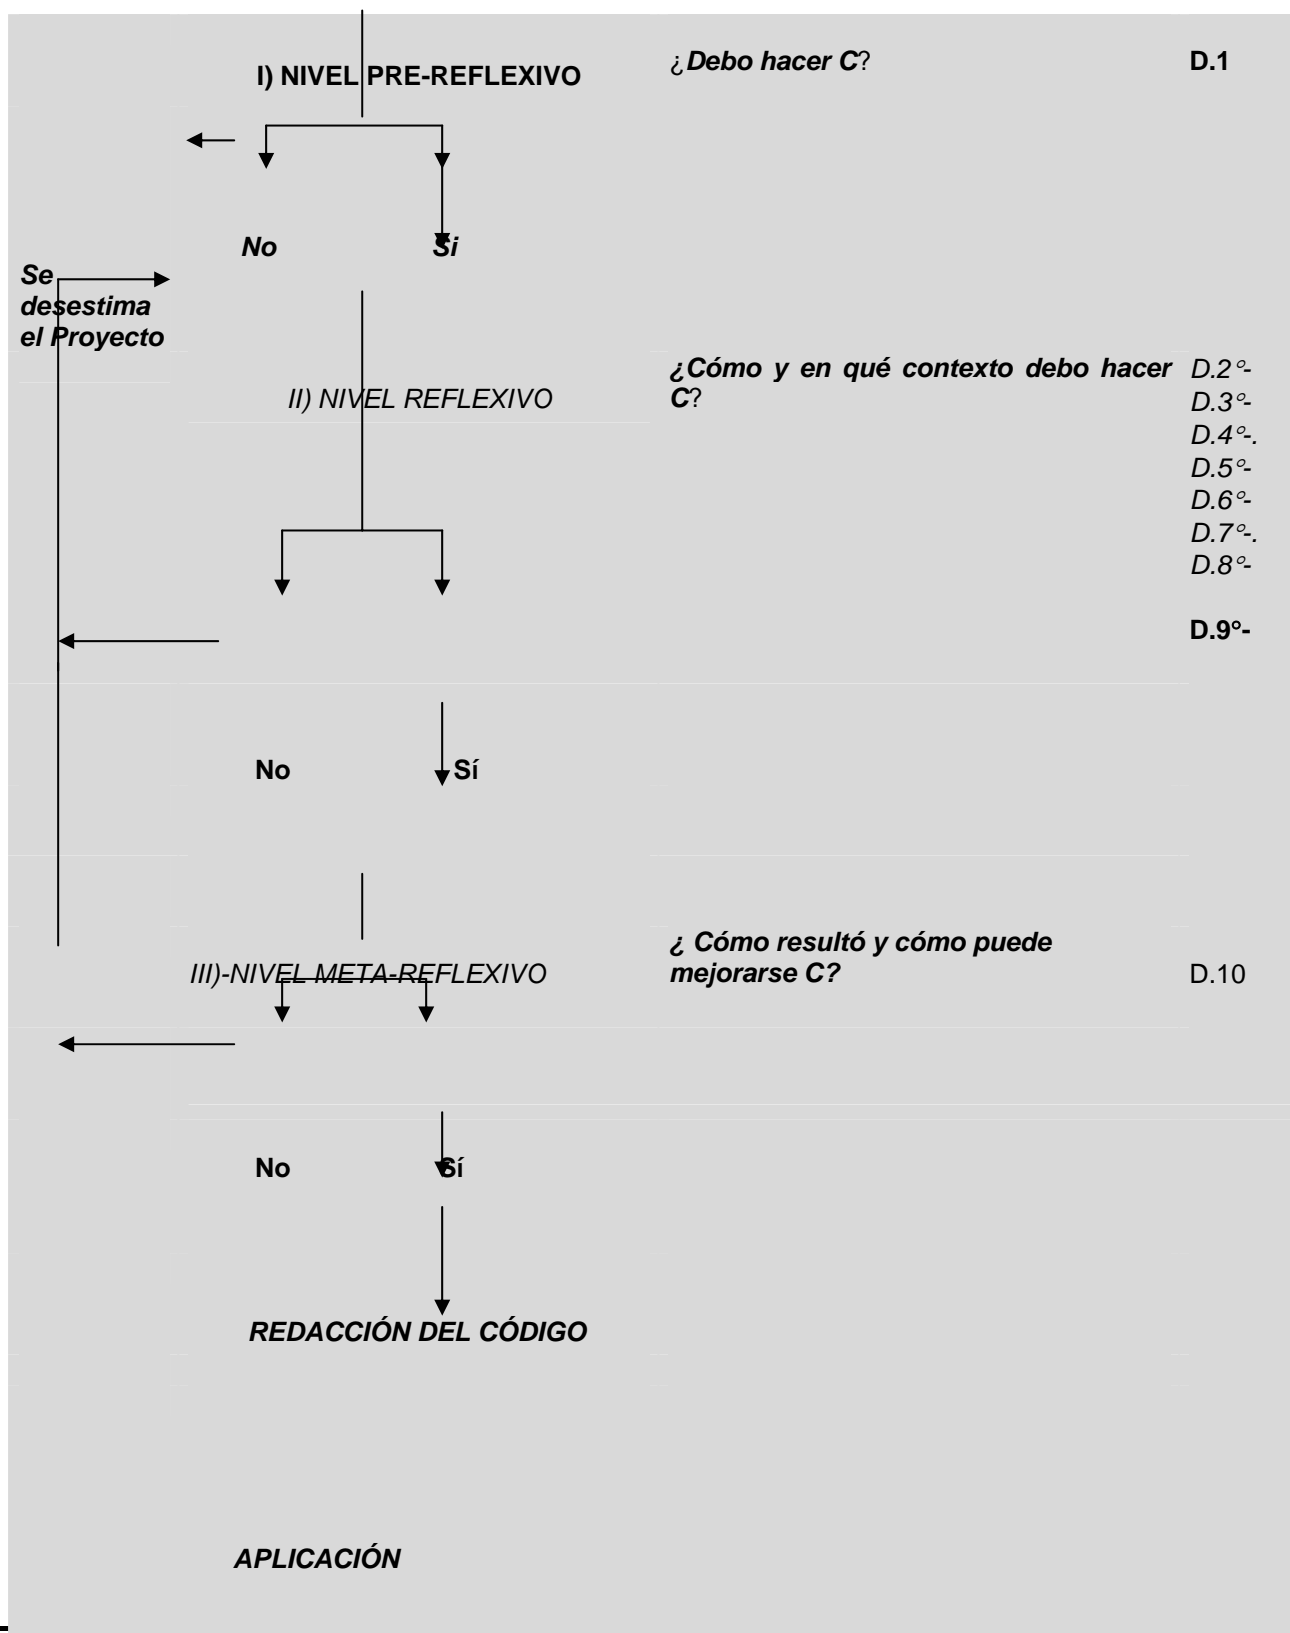 I) NIVEL PRE-REFLEXIVO
¿Debo hacer C?
D.1
No
Si
Se
desestima
el Proyecto
II) NIVEL REFLEXIVO
¿Cómo y en qué contexto debo hacer
C?
D.2°-
D.3°-
D.4°-.
D.5°-
D.6°-
D.7°-.
D.8°-
D.9°-
No
Sí
III)-NIVEL META-REFLEXIVO
¿ Cómo resultó y cómo puede
mejorarse C?
D.10
No
Sí
REDACCIÓN DEL CÓDIGO
APLICACIÓN